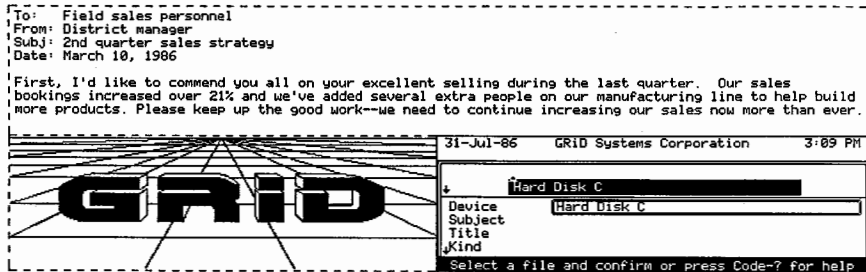 To: Field sales personnel
From: District manager
Subj: 2nd quarter sales strategy
Date: March 10, 1986
First, I'd like to commend you all on your excellent selling during the last quarter. Our sales
bookings increased over 21% and we've added several extra people on our manufacturing line to help build
more products. Please keep up the good work--we need to continue increasing our sales now more than ever.
31-Jul-86 GRiD Systems Corporation 3:09 PM
GRiD
Hard Disk C
Device Hard Disk C
Subject
Title
Kind
Select a file and confirm or press Code-? for help